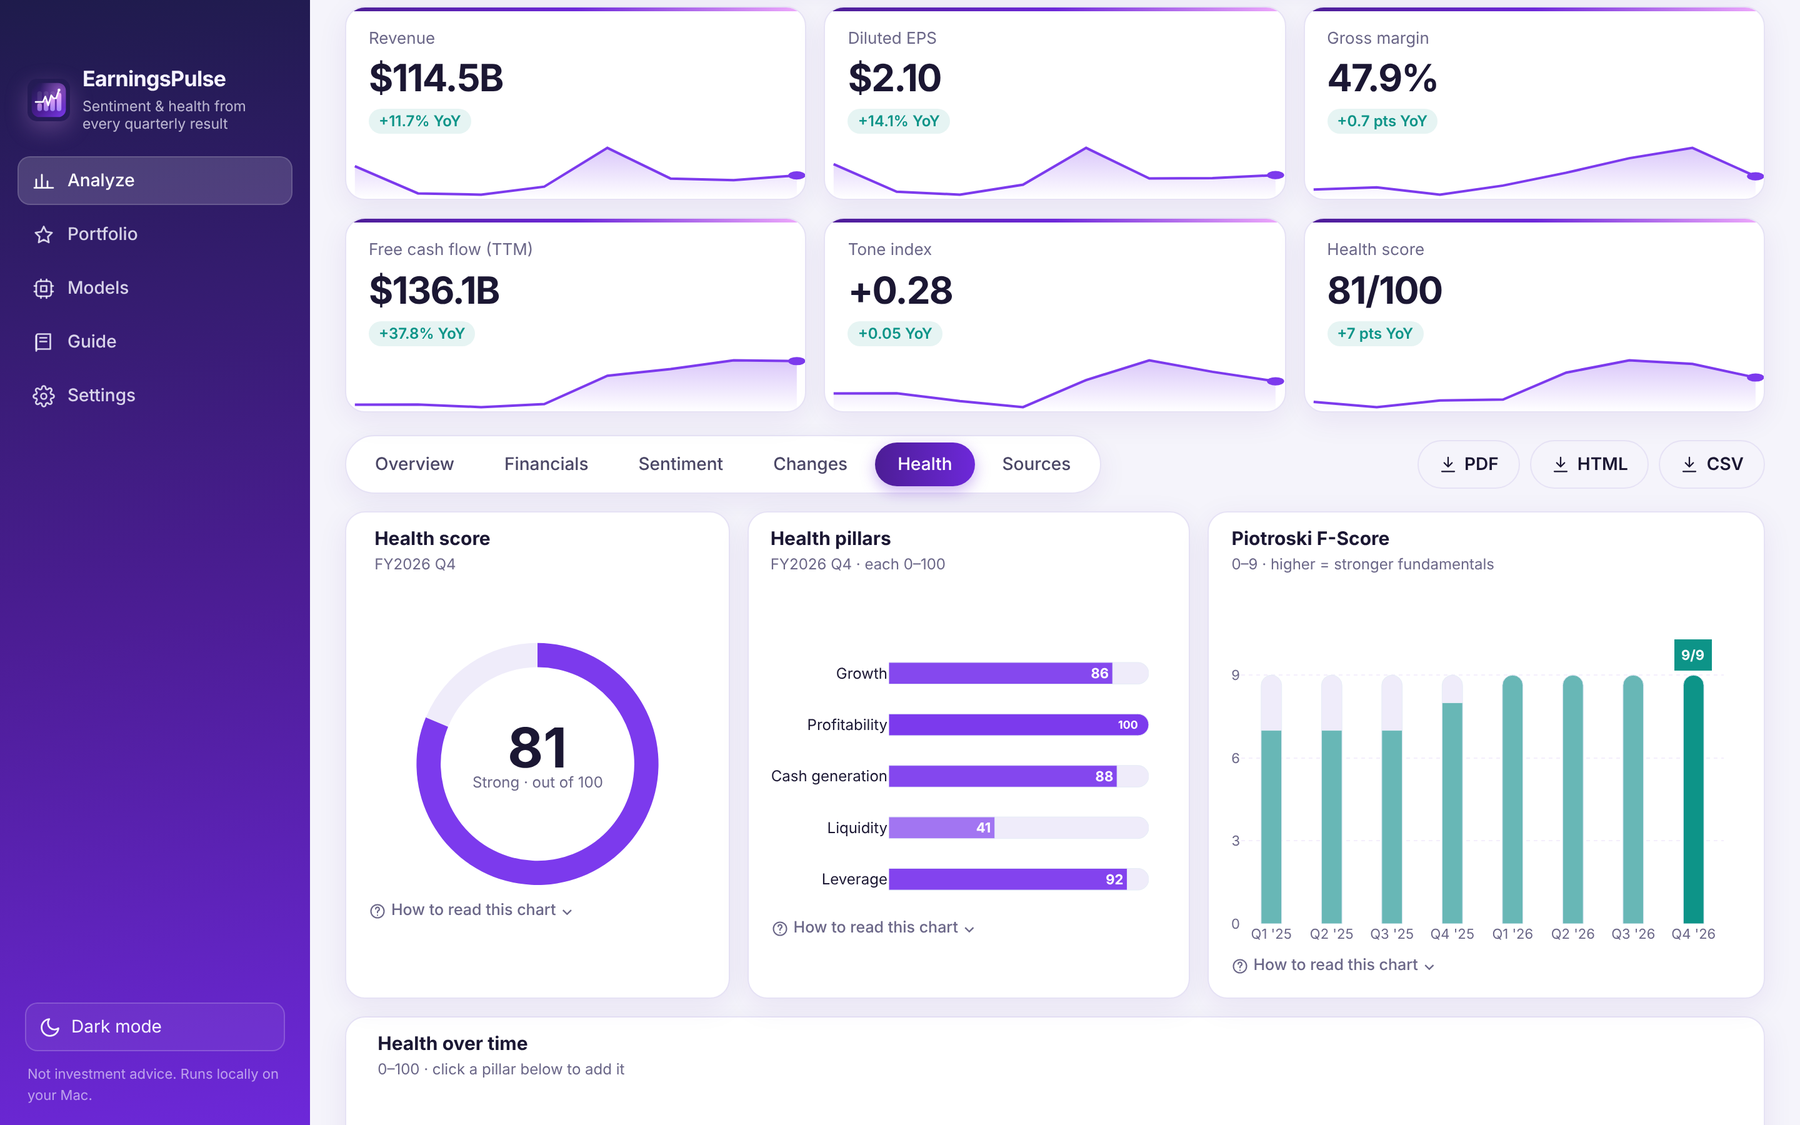 EarningsPulse
Sentiment & health from
every quarterly result
Analyze
Portfolio
Models
Guide
Settings
Dark mode
Not investment advice. Runs locally on
your Mac.
Revenue
$114.5B
+11.7% YoY
Diluted EPS
$2.10
+14.1% YoY
Gross margin
47.9%
+0.7 pts YoY
Free cash flow (TTM)
$136.1B
+37.8% YoY
Tone index
+0.28
+0.05 YoY
Health score
81/100
+7 pts YoY
Overview Financials Sentiment Changes Health Sources
PDF HTML CSV
Health score
FY2026 Q4
81
Strong · out of 100
How to read this chart
Health pillars
FY2026 Q4 · each 0–100
Growth 86
Profitability 100
Cash generation 88
Liquidity 41
Leverage 92
How to read this chart
Piotroski F-Score
0–9 · higher = stronger fundamentals
9/9
9
6
3
0
Q1 '25 Q2 '25 Q3 '25 Q4 '25 Q1 '26 Q2 '26 Q3 '26 Q4 '26
How to read this chart
Health over time
0–100 · click a pillar below to add it